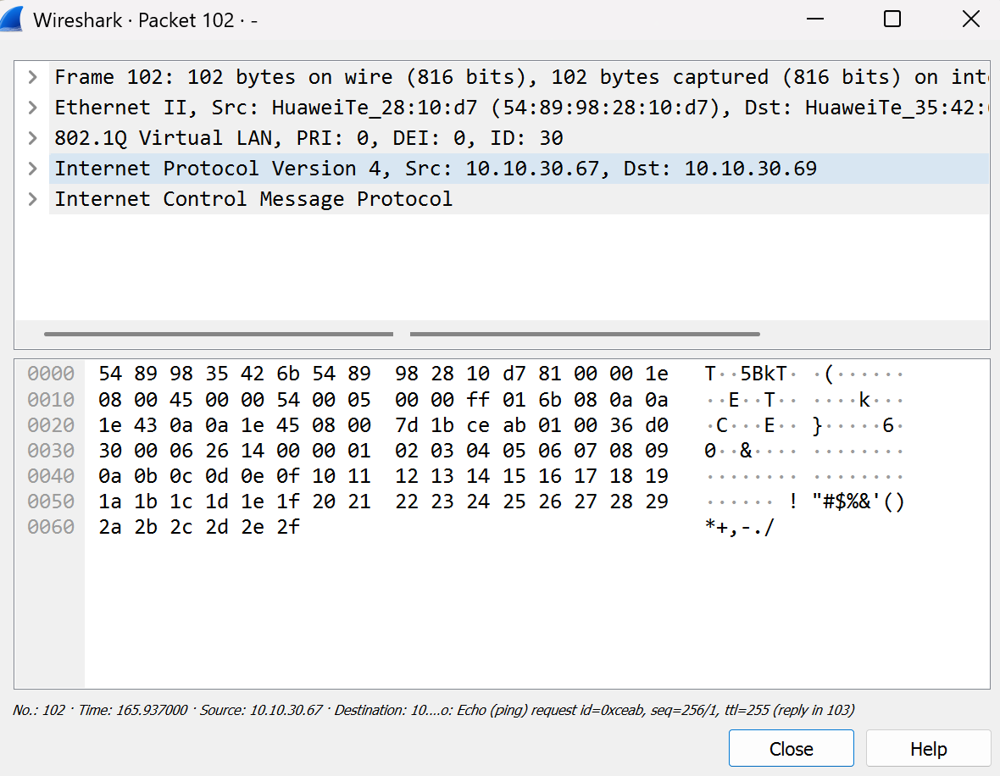 Wireshark · Packet 102 · -
Frame 102: 102 bytes on wire (816 bits), 102 bytes captured (816 bits) on int
Ethernet II, Src: HuaweiTe_28:10:d7 (54:89:98:28:10:d7), Dst: HuaweiTe_35:42:
802.1Q Virtual LAN, PRI: 0, DEI: 0, ID: 30
Internet Protocol Version 4, Src: 10.10.30.67, Dst: 10.10.30.69
Internet Control Message Protocol
0000 54 89 98 35 42 6b 54 89 98 28 10 d7 81 00 00 1e T··5BkT· ·(······
0010 08 00 45 00 00 54 00 05 00 00 ff 01 6b 08 0a 0a ··E··T·· ····k···
0020 1e 43 0a 0a 1e 45 08 00 7d 1b ce ab 01 00 36 d0 ·C···E·· }·····6·
0030 30 00 06 26 14 00 00 01 02 03 04 05 06 07 08 09 0··&···· ········
0040 0a 0b 0c 0d 0e 0f 10 11 12 13 14 15 16 17 18 19 ········ ········
0050 1a 1b 1c 1d 1e 1f 20 21 22 23 24 25 26 27 28 29 ······ ! "#$%&'()
0060 2a 2b 2c 2d 2e 2f *+,-./
No.: 102 · Time: 165.937000 · Source: 10.10.30.67 · Destination: 10....o: Echo (ping) request id=0xceab, seq=256/1, ttl=255 (reply in 103)
Close Help